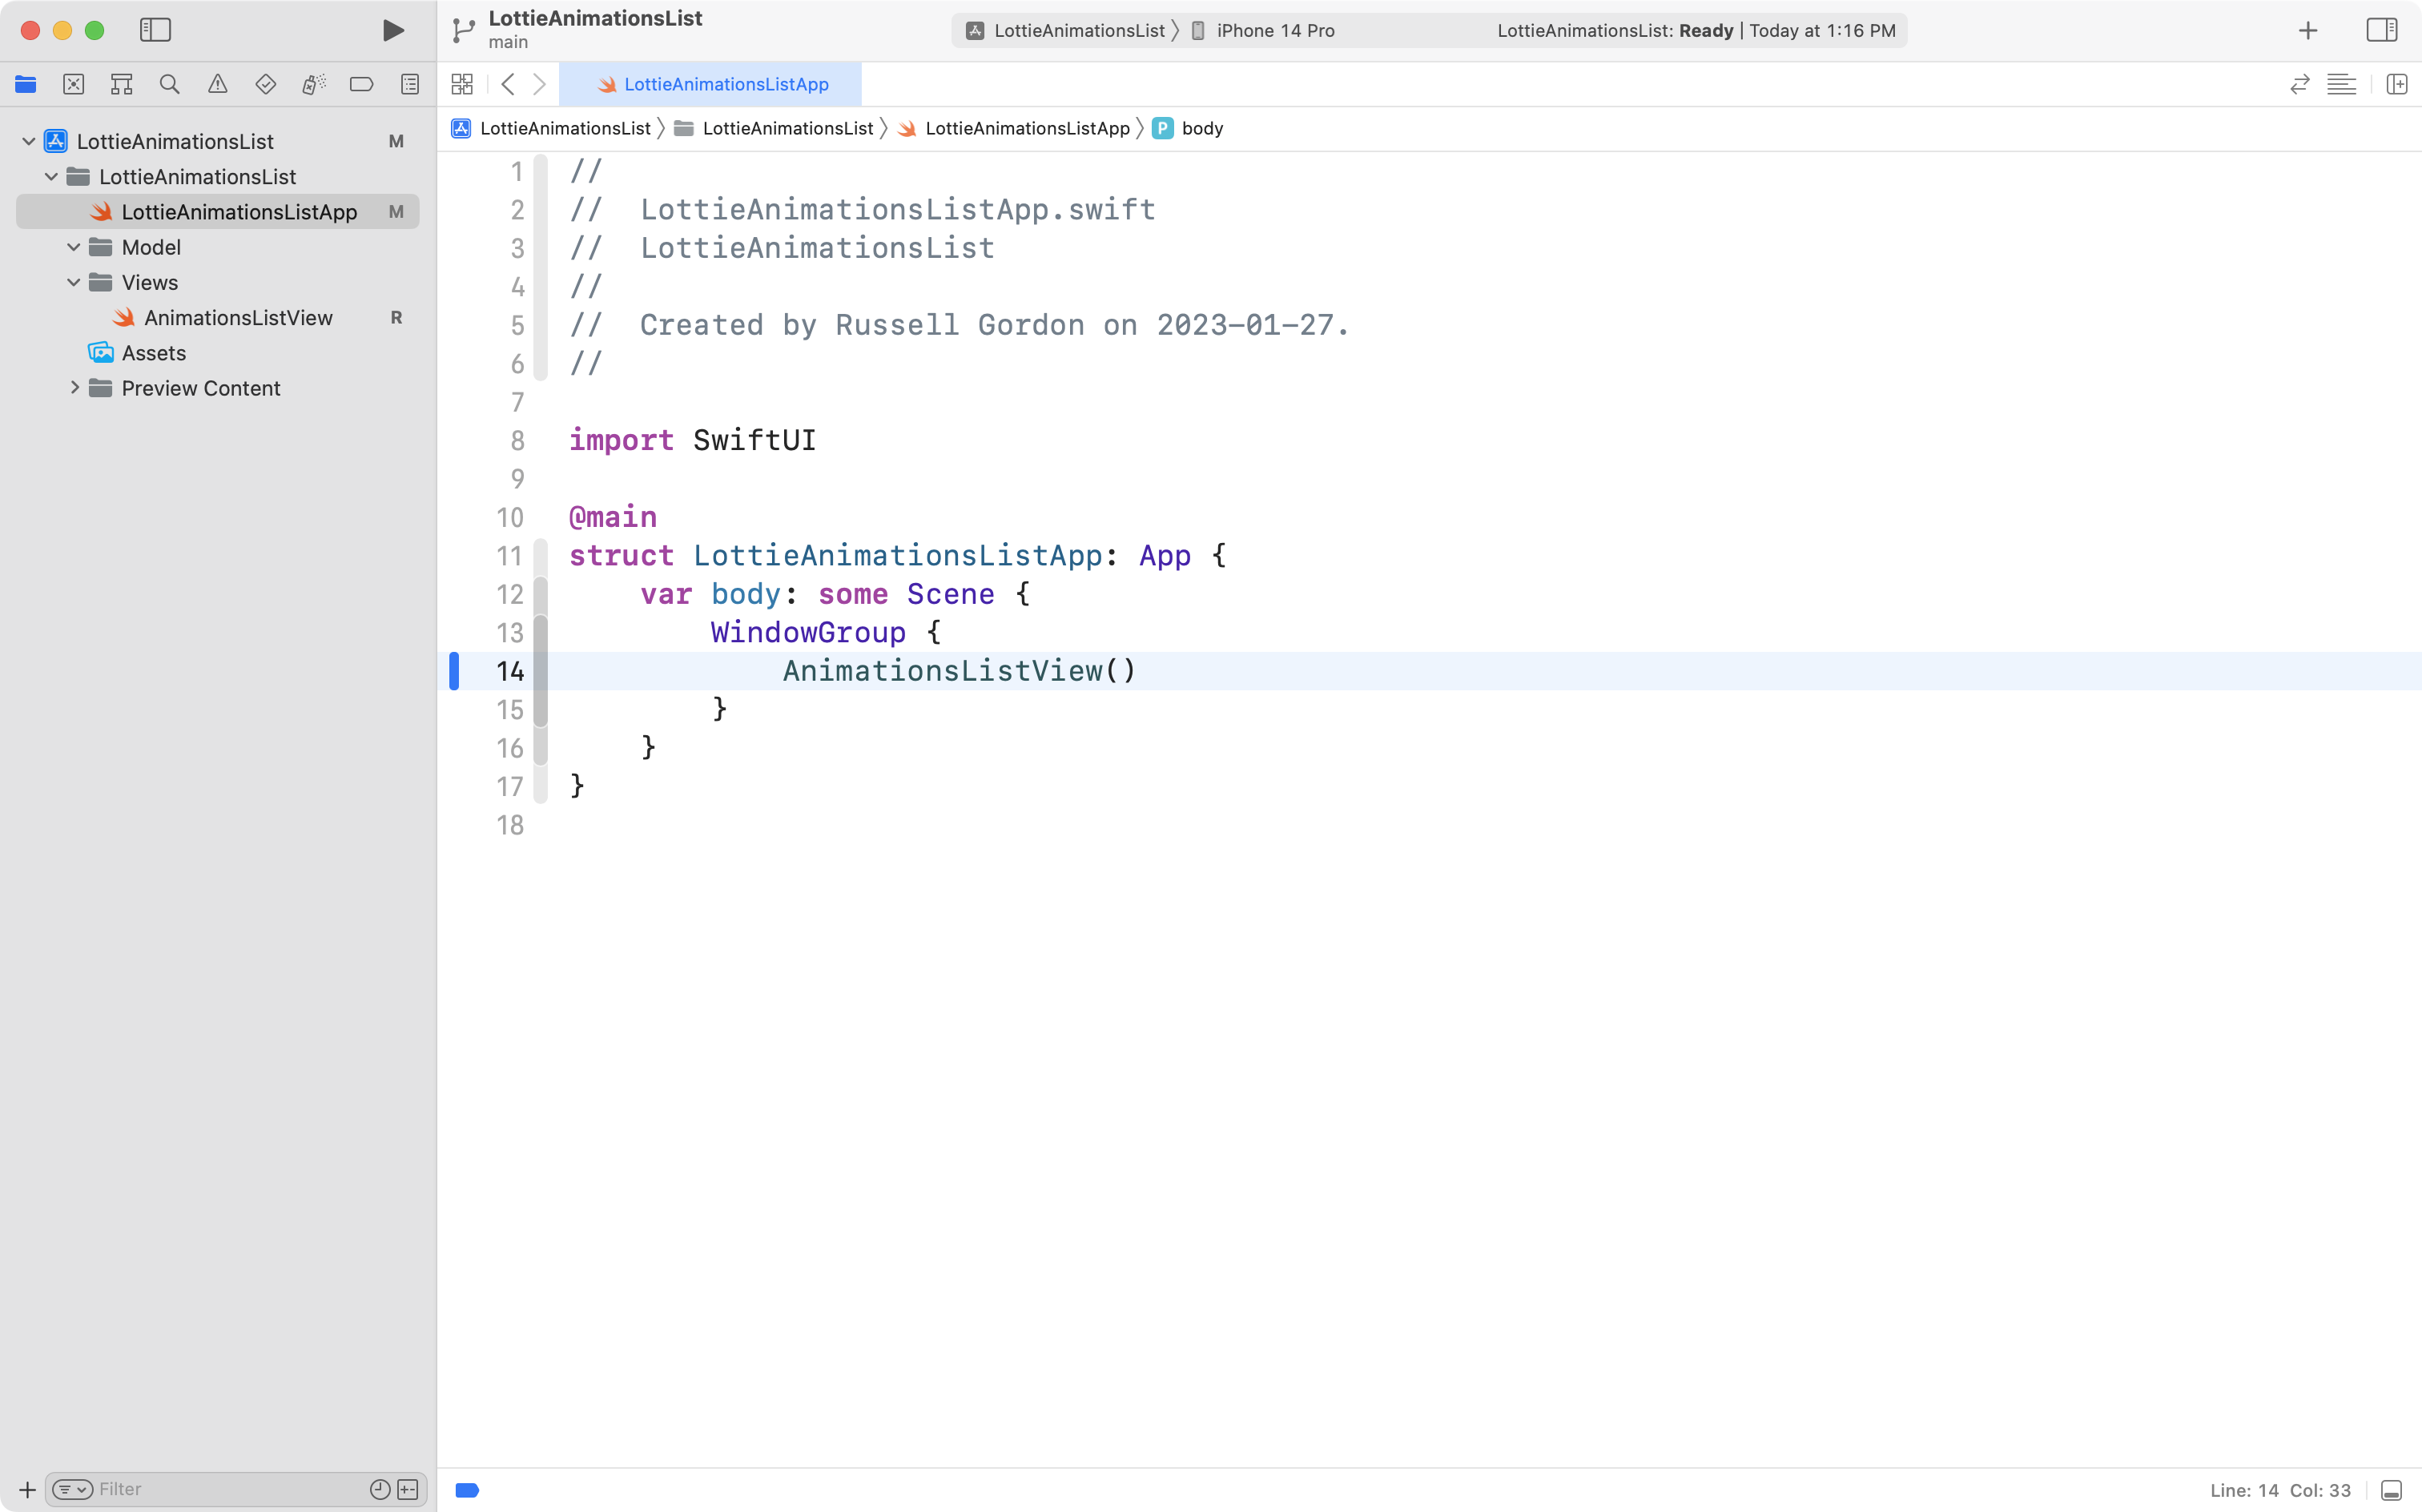 LottieAnimationsList
main
LottieAnimationsList iPhone 14 Pro
LottieAnimationsList: Ready | Today at 1:16 PM
LottieAnimationsListApp
LottieAnimationsList LottieAnimationsList LottieAnimationsListApp P body
LottieAnimationsList M
LottieAnimationsList
LottieAnimationsListApp M
Model
Views
AnimationsListView R
Assets
Preview Content
1 //
2 //  LottieAnimationsListApp.swift
3 //  LottieAnimationsList
4 //
5 //  Created by Russell Gordon on 2023-01-27.
6 //
7
8 import SwiftUI
9
10 @main
11 struct LottieAnimationsListApp: App {
12     var body: some Scene {
13         WindowGroup {
14             AnimationsListView()
15         }
16     }
17 }
18
Filter
Line: 14 Col: 33